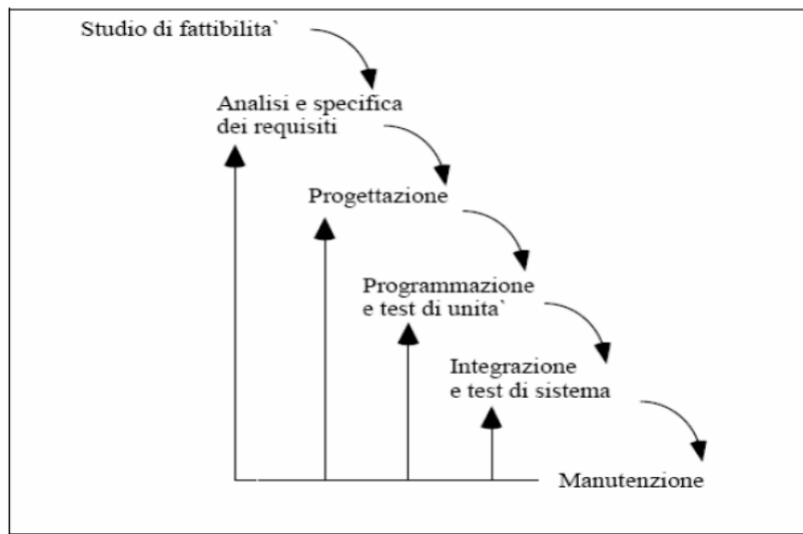 Studio di fattibilita`
Analisi e specifica
dei requisiti
Progettazione
Programmazione
e test di unita`
Integrazione
e test di sistema
Manutenzione